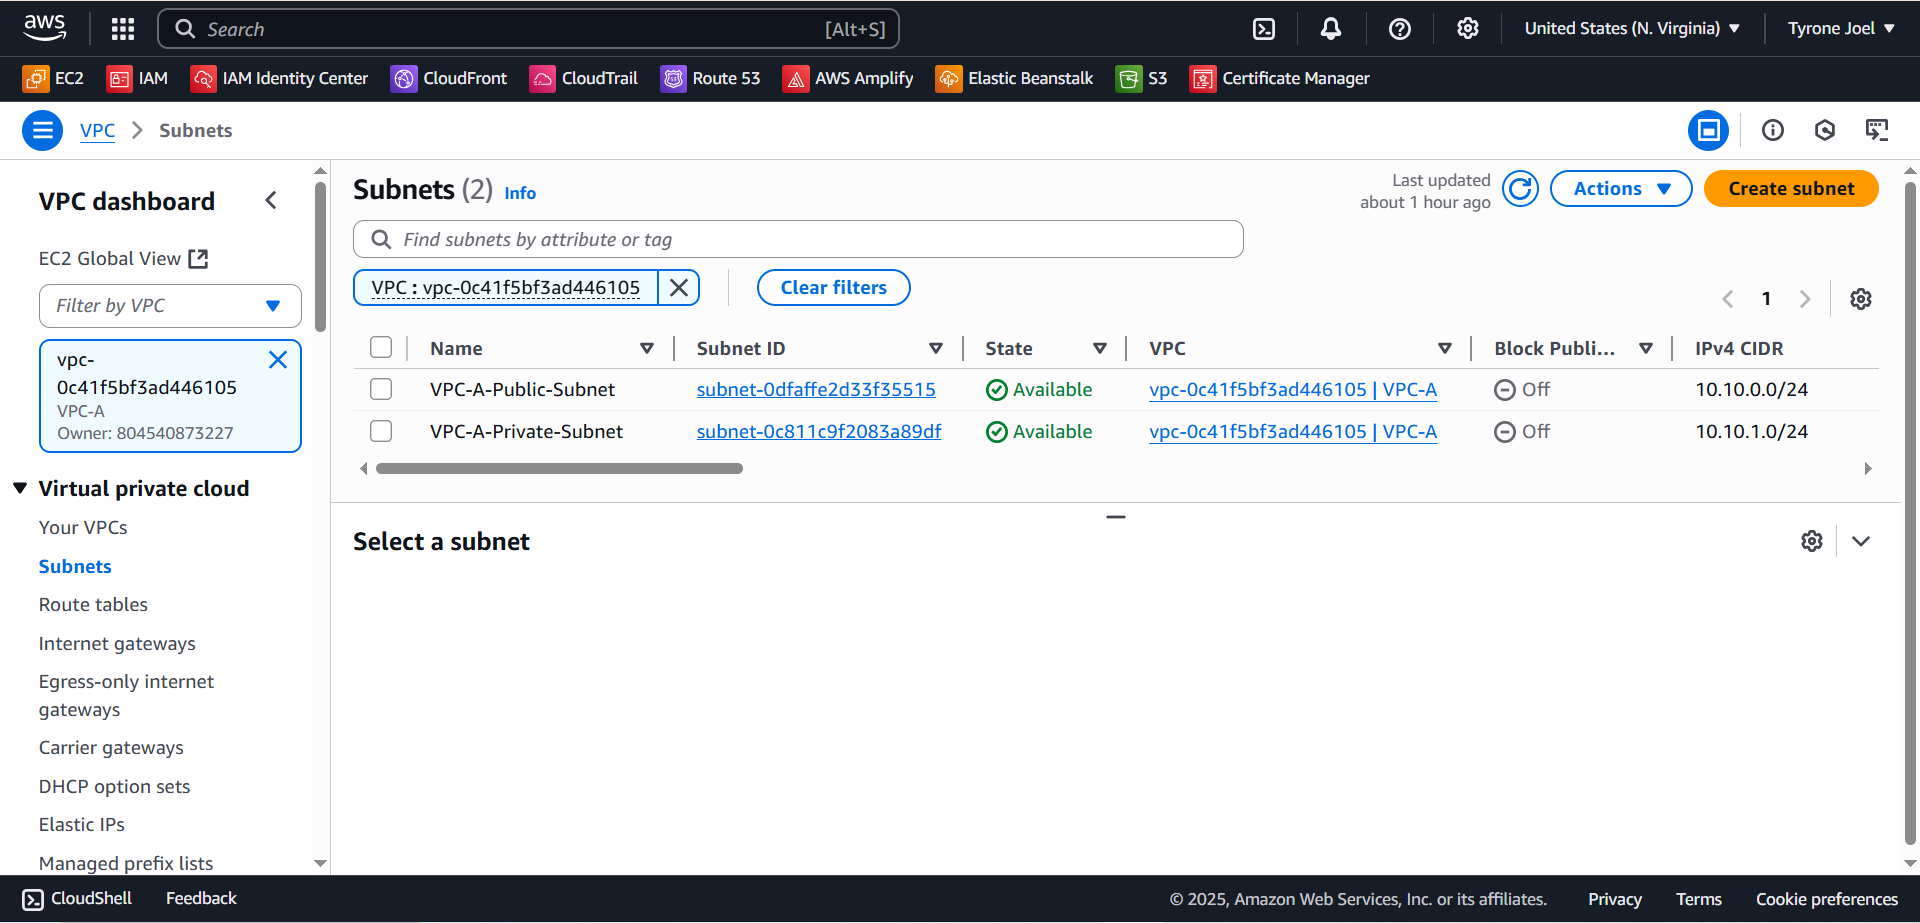 aws
Search [Alt+S]
United States (N. Virginia)
Tyrone Joel
EC2
IAM
IAM Identity Center
CloudFront
CloudTrail
Route 53
AWS Amplify
Elastic Beanstalk
S3
Certificate Manager
VPC
Subnets
VPC dashboard
EC2 Global View
Filter by VPC
vpc-
0c41f5bf3ad446105
VPC-A
Owner: 804540873227
Virtual private cloud
Your VPCs
Subnets
Route tables
Internet gateways
Egress-only internet
gateways
Carrier gateways
DHCP option sets
Elastic IPs
Managed prefix lists
Subnets (2) Info
Last updated
about 1 hour ago
Actions
Create subnet
Find subnets by attribute or tag
VPC : vpc-0c41f5bf3ad446105
Clear filters
1
Name Subnet ID State VPC Block Publi... IPv4 CIDR
VPC-A-Public-Subnet subnet-0dfaffe2d33f35515 Available vpc-0c41f5bf3ad446105 | VPC-A Off 10.10.0.0/24
VPC-A-Private-Subnet subnet-0c811c9f2083a89df Available vpc-0c41f5bf3ad446105 | VPC-A Off 10.10.1.0/24
Select a subnet
CloudShell
Feedback
© 2025, Amazon Web Services, Inc. or its affiliates.
Privacy
Terms
Cookie preferences